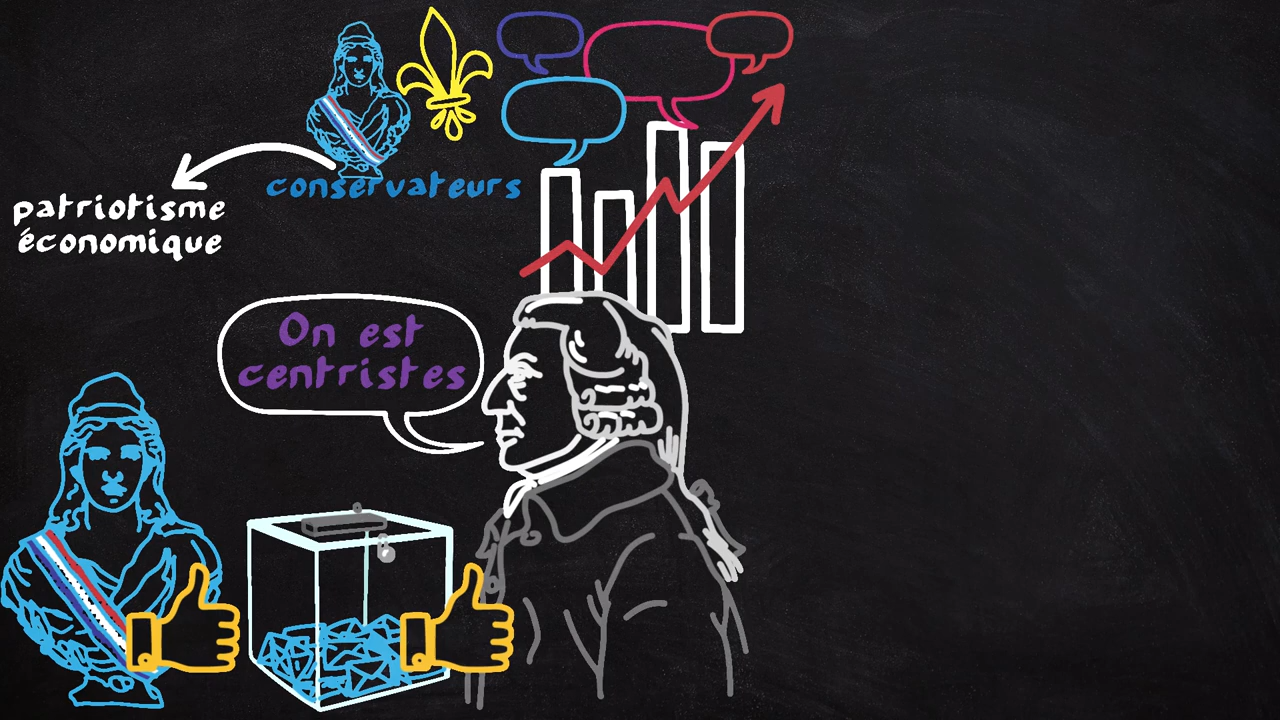 conservateurs
patriotisme
économique
On est
centristes